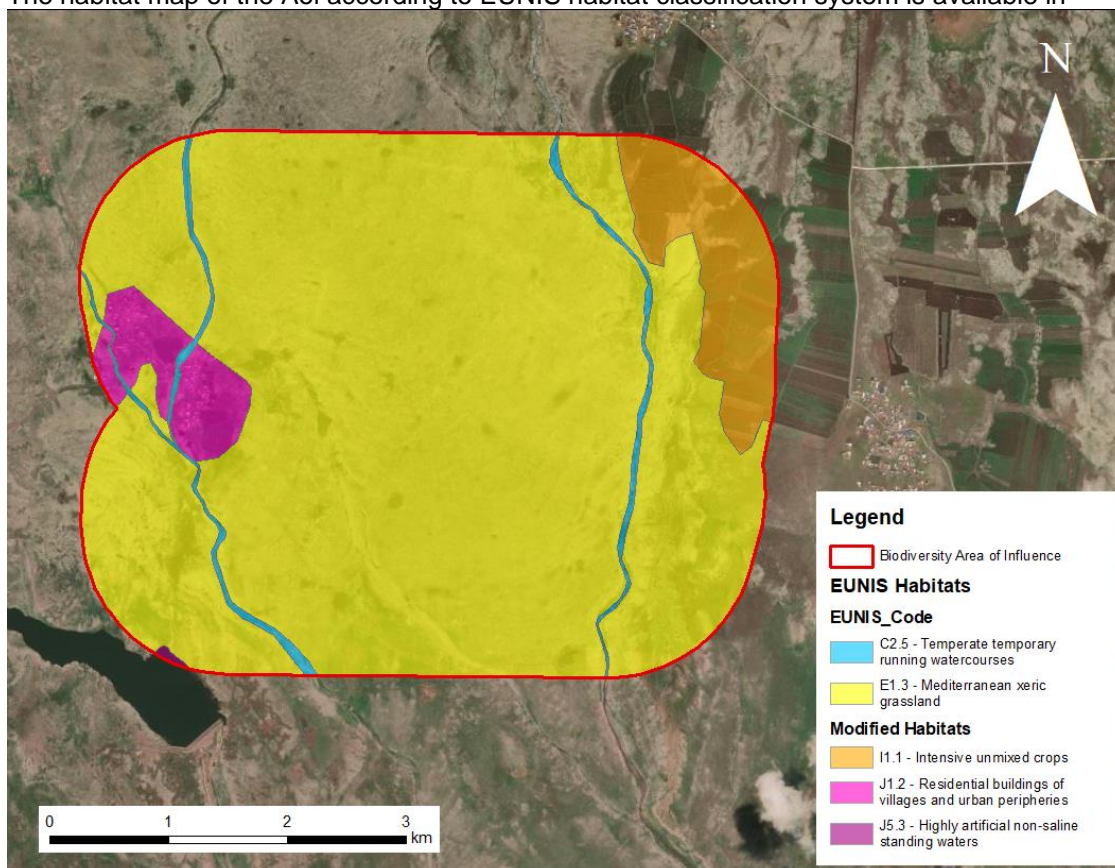 The habitat map of the AoI according to EUNIS habitat classification system is available in
N
Legend
Biodiversity Area of Influence
EUNIS Habitats
EUNIS_Code
C2.5 - Temperate temporary
running watercourses
E1.3 - Mediterranean xeric
grassland
Modified Habitats
I1.1 - Intensive unmixed crops
J1.2 - Residential buildings of
villages and urban peripheries
J5.3 - Highly artificial non-saline
standing waters
0 1 2 3
km